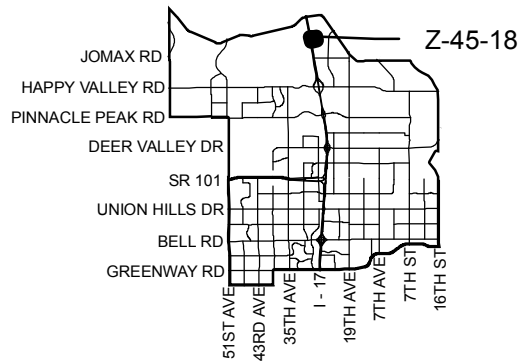 Z-45-18
JOMAX RD
HAPPY VALLEY RD
PINNACLE PEAK RD
DEER VALLEY DR
SR 101
UNION HILLS DR
BELL RD
GREENWAY RD
51ST AVE
43RD AVE
35TH AVE
I - 17
19TH AVE
7TH AVE
7TH ST
16TH ST